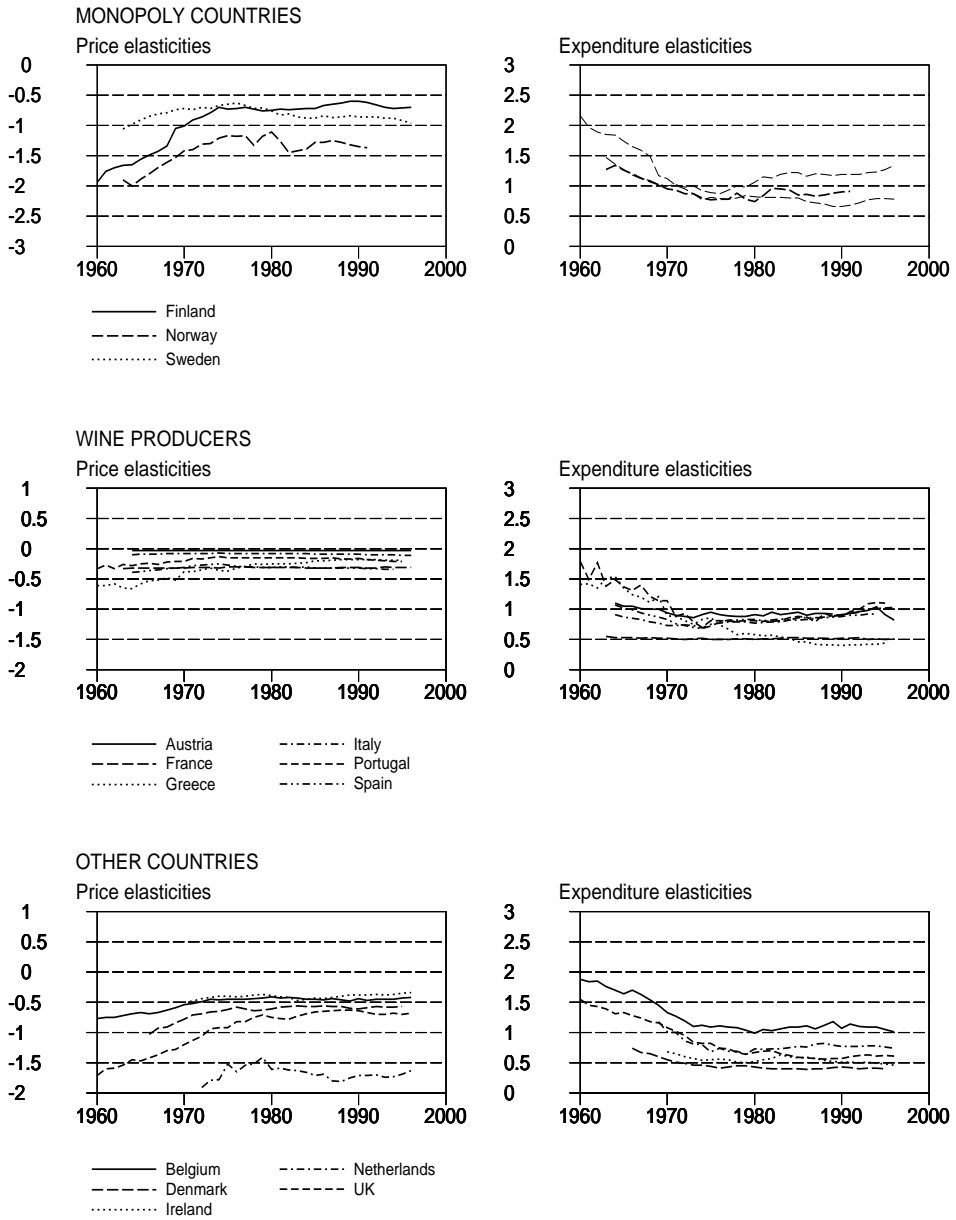 MONOPOLY COUNTRIES
Price elasticities
Expenditure elasticities
0
-0.5
-1
-1.5
-2
-2.5
-3
1960 1970 1980 1990 2000
3
2.5
2
1.5
1
0.5
0
1960 1970 1980 1990 2000
Finland
Norway
Sweden
WINE PRODUCERS
Price elasticities
Expenditure elasticities
1
0.5
0
-0.5
-1
-1.5
-2
1960 1970 1980 1990 2000
3
2.5
2
1.5
1
0.5
0
1960 1970 1980 1990 2000
Austria Italy
France Portugal
Greece Spain
OTHER COUNTRIES
Price elasticities
Expenditure elasticities
1
0.5
0
-0.5
-1
-1.5
-2
1960 1970 1980 1990 2000
3
2.5
2
1.5
1
0.5
0
1960 1970 1980 1990 2000
Belgium Netherlands
Denmark UK
Ireland